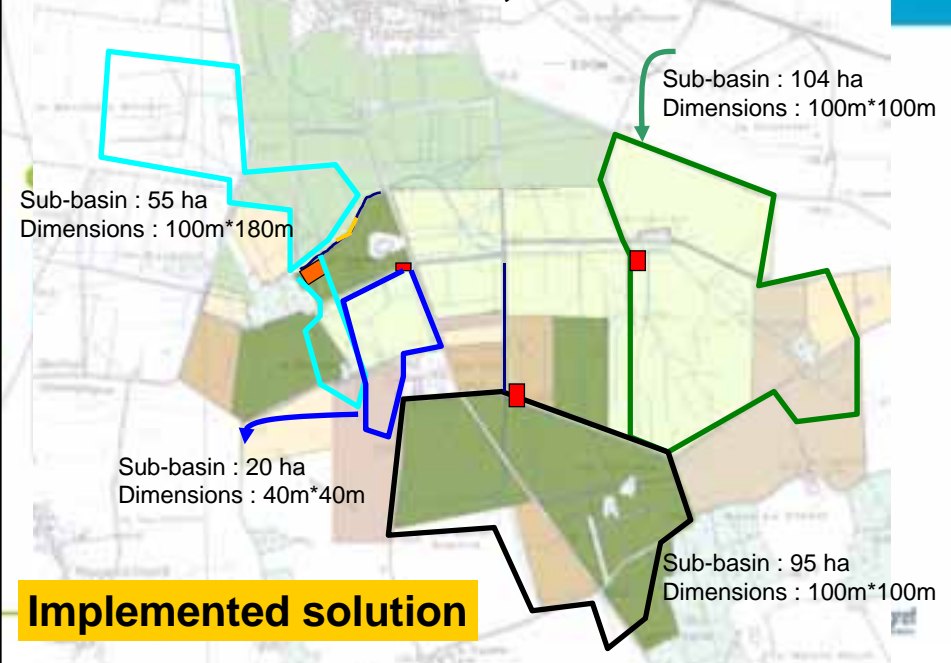 Sub-basin : 104 ha
Dimensions : 100m*100m
Sub-basin : 55 ha
Dimensions : 100m*180m
Sub-basin : 20 ha
Dimensions : 40m*40m
Sub-basin : 95 ha
Dimensions : 100m*100m
Implemented solution